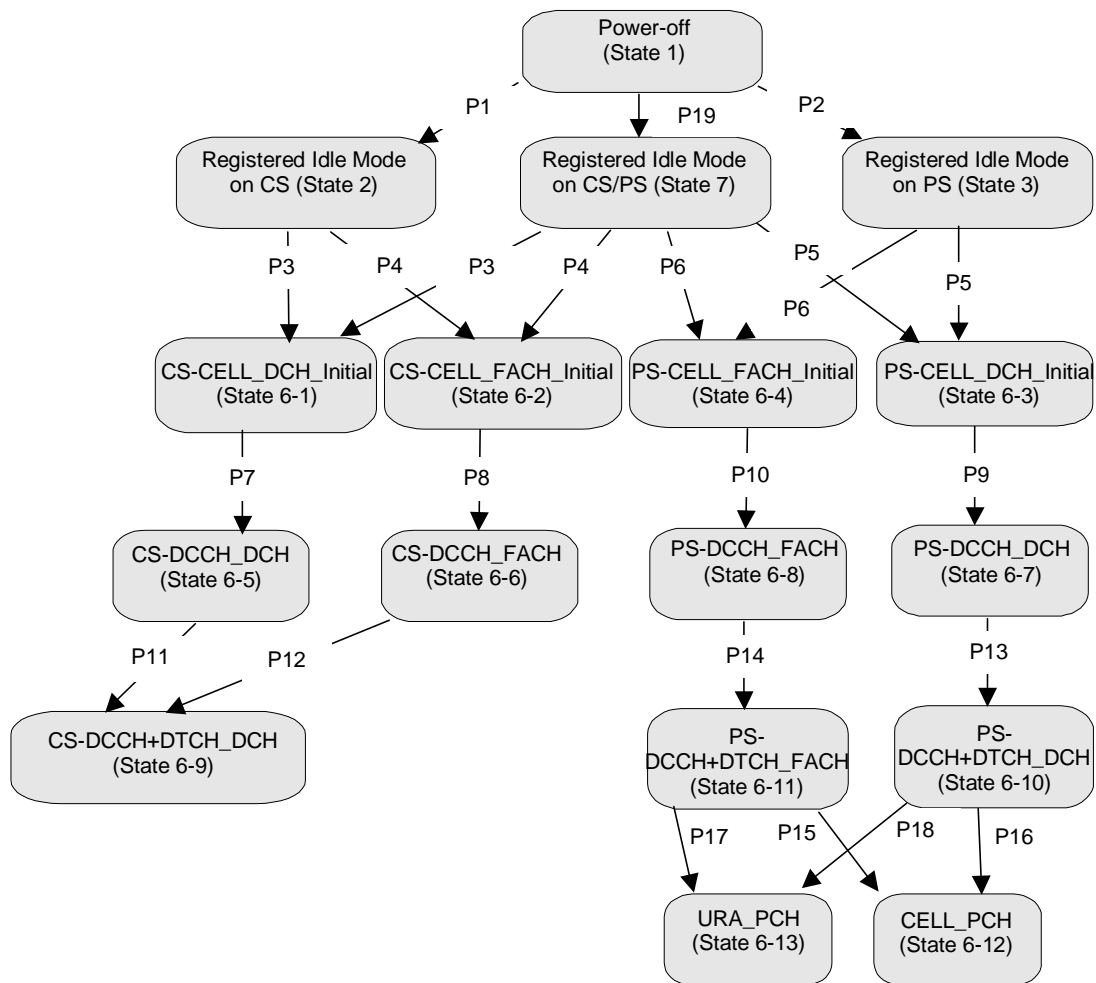 Power-off
(State 1)
P1
P19
P2
Registered Idle Mode
on CS (State 2)
Registered Idle Mode
on CS/PS (State 7)
Registered Idle Mode
on PS (State 3)
P3
P4
P3
P4
P6
P5
P5
P6
CS-CELL_DCH_Initial
(State 6-1)
CS-CELL_FACH_Initial
(State 6-2)
PS-CELL_FACH_Initial
(State 6-4)
PS-CELL_DCH_Initial
(State 6-3)
P7
P8
P10
P9
CS-DCCH_DCH
(State 6-5)
CS-DCCH_FACH
(State 6-6)
PS-DCCH_FACH
(State 6-8)
PS-DCCH_DCH
(State 6-7)
P11
P12
P14
P13
CS-DCCH+DTCH_DCH
(State 6-9)
PS-
DCCH+DTCH_FACH
(State 6-11)
PS-
DCCH+DTCH_DCH
(State 6-10)
P17
P15
P18
P16
URA_PCH
(State 6-13)
CELL_PCH
(State 6-12)